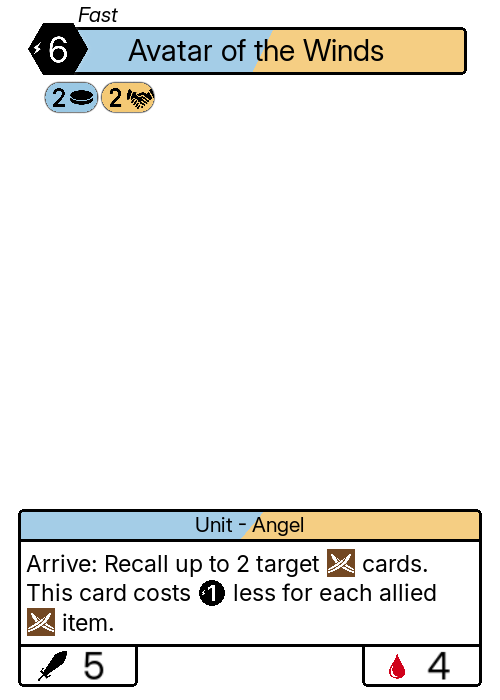 Fast
6 Avatar of the Winds
2 2
Unit - Angel
Arrive: Recall up to 2 target cards.
This card costs 1 less for each allied
item.
5 4